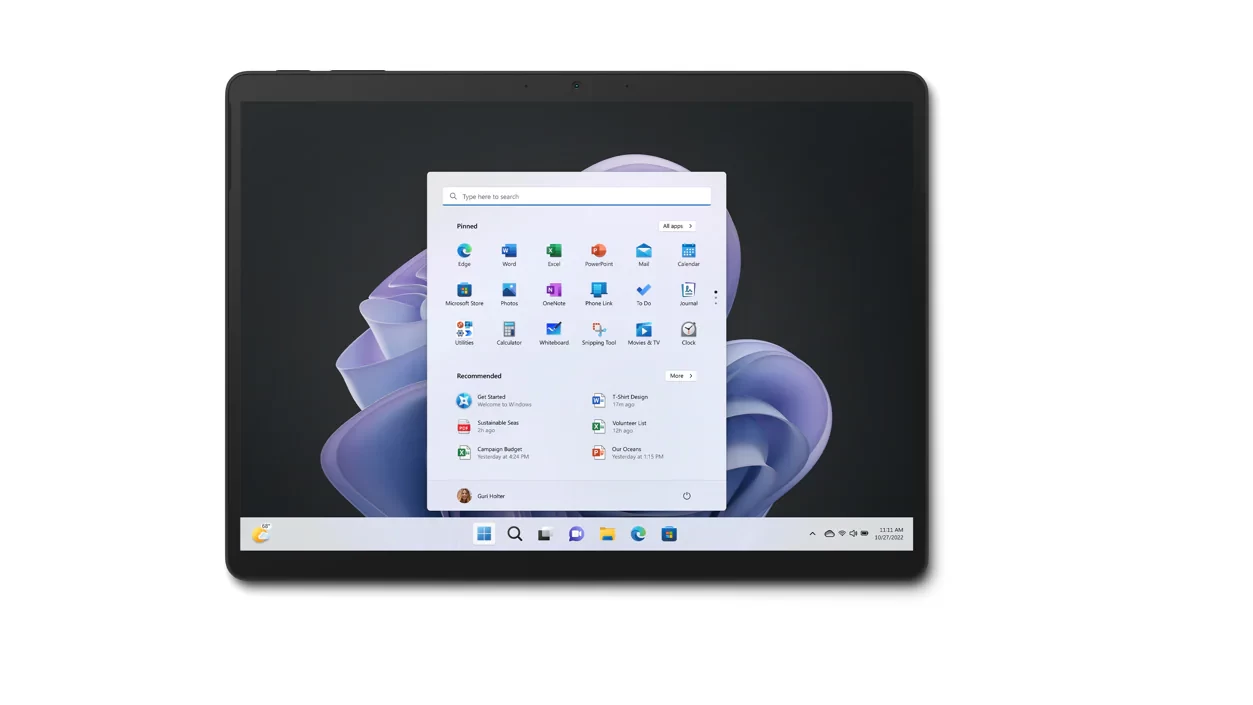 Type here to search
Pinned
All apps
Edge
Word
Excel
PowerPoint
Mail
Calendar
Microsoft Store
Photos
OneNote
Phone Link
To Do
Journal
Utilities
Calculator
Whiteboard
Snipping Tool
Movies & TV
Clock
Recommended
More
Get Started
Welcome to Windows
T-Shirt Design
17m ago
Sustainable Seas
2h ago
Volunteer List
12h ago
Campaign Budget
Yesterday at 4:24 PM
Our Oceans
Yesterday at 1:15 PM
Guri Holter
68°
11:11 AM
10/27/2022